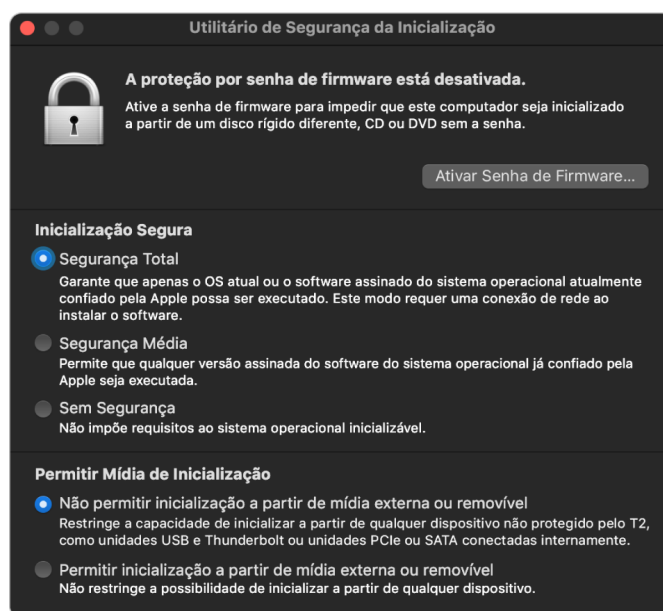 Utilitário de Segurança da Inicialização
A proteção por senha de firmware está desativada.
Ative a senha de firmware para impedir que este computador seja inicializado
a partir de um disco rígido diferente, CD ou DVD sem a senha.
Ativar Senha de Firmware...
Inicialização Segura
Segurança Total
Garante que apenas o OS atual ou o software assinado do sistema operacional atualmente
confiado pela Apple possa ser executado. Este modo requer uma conexão de rede ao
instalar o software.
Segurança Média
Permite que qualquer versão assinada do software do sistema operacional já confiado pela
Apple seja executada.
Sem Segurança
Não impõe requisitos ao sistema operacional inicializável.
Permitir Mídia de Inicialização
Não permitir inicialização a partir de mídia externa ou removível
Restringe a capacidade de inicializar a partir de qualquer dispositivo não protegido pelo T2,
como unidades USB e Thunderbolt ou unidades PCIe ou SATA conectadas internamente.
Permitir inicialização a partir de mídia externa ou removível
Não restringe a possibilidade de inicializar a partir de qualquer dispositivo.